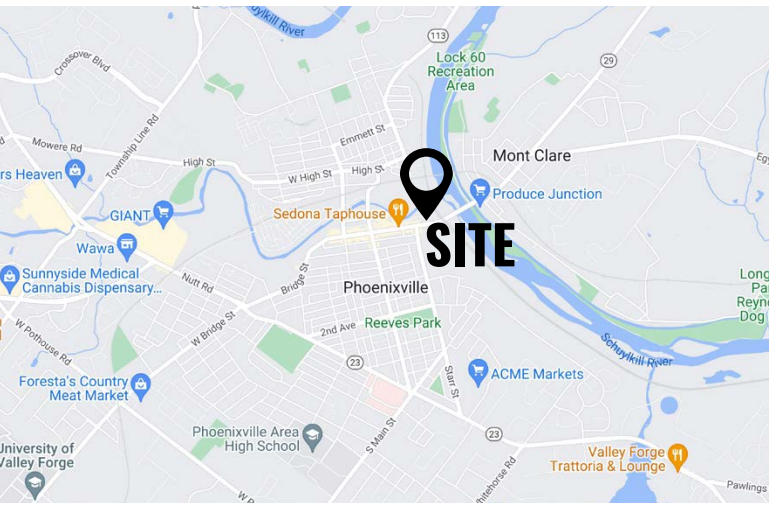 Schuylkill River
113
Crossover Blvd
Lock 60
Recreation
Area
29
Township Line Rd
Emmett St
Mowere Rd
High St
Mont Clare
W High St
High St
rs Heaven
Produce Junction
GIANT
Sedona Taphouse
Wawa
SITE
Sunnyside Medical
Cannabis Dispensary...
Nutt Rd
Bridge St
Phoenixville
Long
Pa
Reyn
Dog
W Bridge St
2nd Ave
Reeves Park
W Pothouse Rd
Schuylkill River
23
Foresta's Country
Meat Market
Starr St
ACME Markets
Phoenixville Area
High School
S Main St
23
University of
Valley Forge
Valley Forge
Trattoria & Lounge
hitehorse Rd
Pawlings
W P